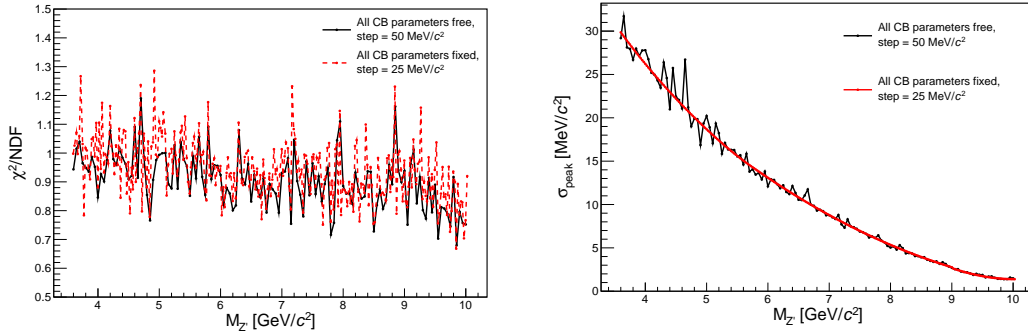 1.5
1.4
1.3
1.2
1.1
1
0.9
0.8
0.7
0.6
0.5
χ²/NDF
All CB parameters free,
step = 50 MeV/c²
All CB parameters fixed,
step = 25 MeV/c²
4 5 6 7 8 9 10
M_Z' [GeV/c²]
30
25
20
15
10
5
0
σ_peak [MeV/c²]
All CB parameters free,
step = 50 MeV/c²
All CB parameters fixed,
step = 25 MeV/c²
4 5 6 7 8 9 10
M_Z' [GeV/c²]